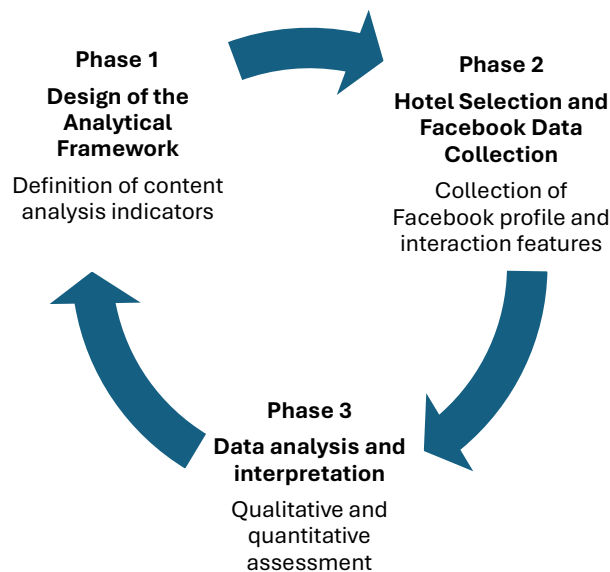 Phase 1
Design of the
Analytical
Framework
Definition of content
analysis indicators
Phase 2
Hotel Selection and
Facebook Data
Collection
Collection of
Facebook profile and
interaction features
Phase 3
Data analysis and
interpretation
Qualitative and
quantitative
assessment